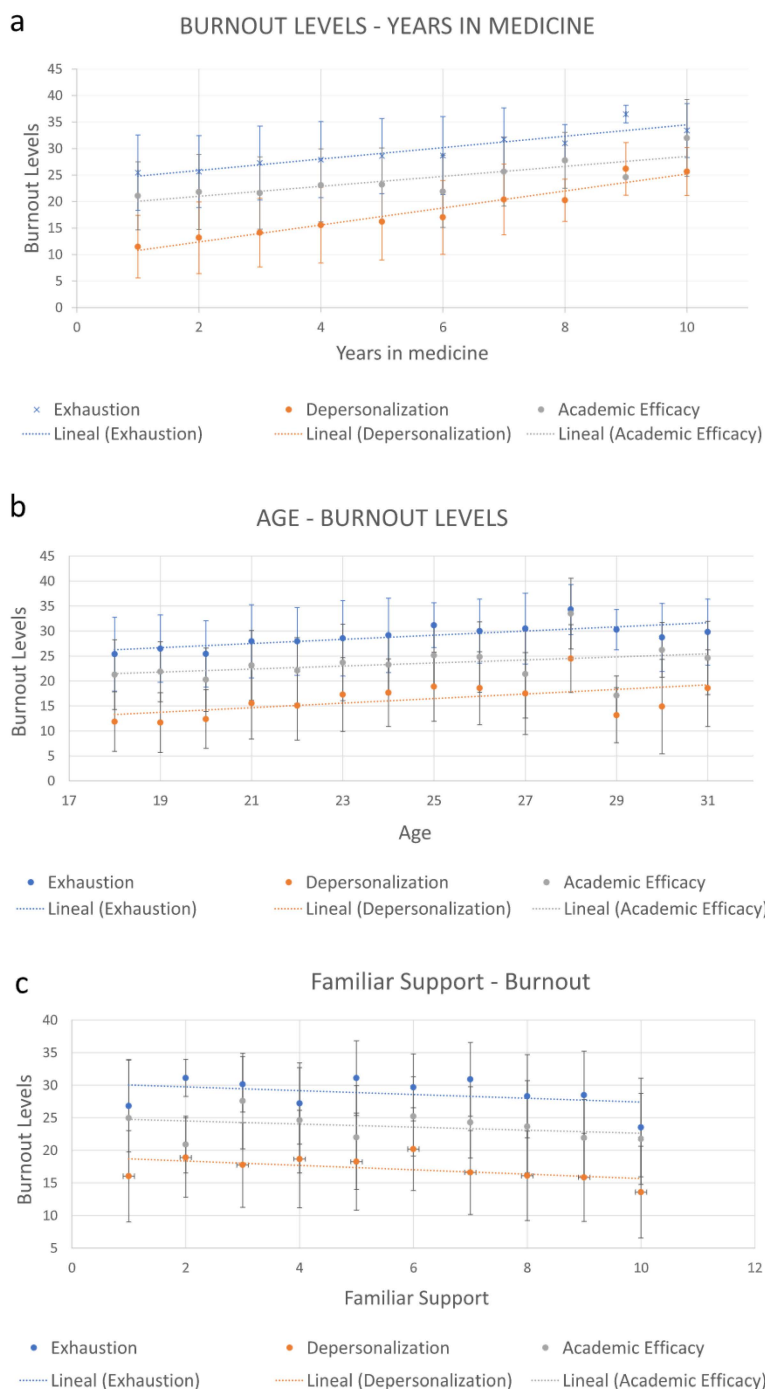 a
BURNOUT LEVELS - YEARS IN MEDICINE
45
40
35
30
25
20
15
10
5
0
Burnout Levels
0 2 4 6 8 10
Years in medicine
Exhaustion Depersonalization Academic Efficacy
Lineal (Exhaustion) Lineal (Depersonalization) Lineal (Academic Efficacy)
b
AGE - BURNOUT LEVELS
45
40
35
30
25
20
15
10
5
0
Burnout Levels
17 19 21 23 25 27 29 31
Age
Exhaustion Depersonalization Academic Efficacy
Lineal (Exhaustion) Lineal (Depersonalization) Lineal (Academic Efficacy)
c
Familiar Support - Burnout
40
35
30
25
20
15
10
5
Burnout Levels
0 2 4 6 8 10 12
Familiar Support
Exhaustion Depersonalization Academic Efficacy
Lineal (Exhaustion) Lineal (Depersonalization) Lineal (Academic Efficacy)